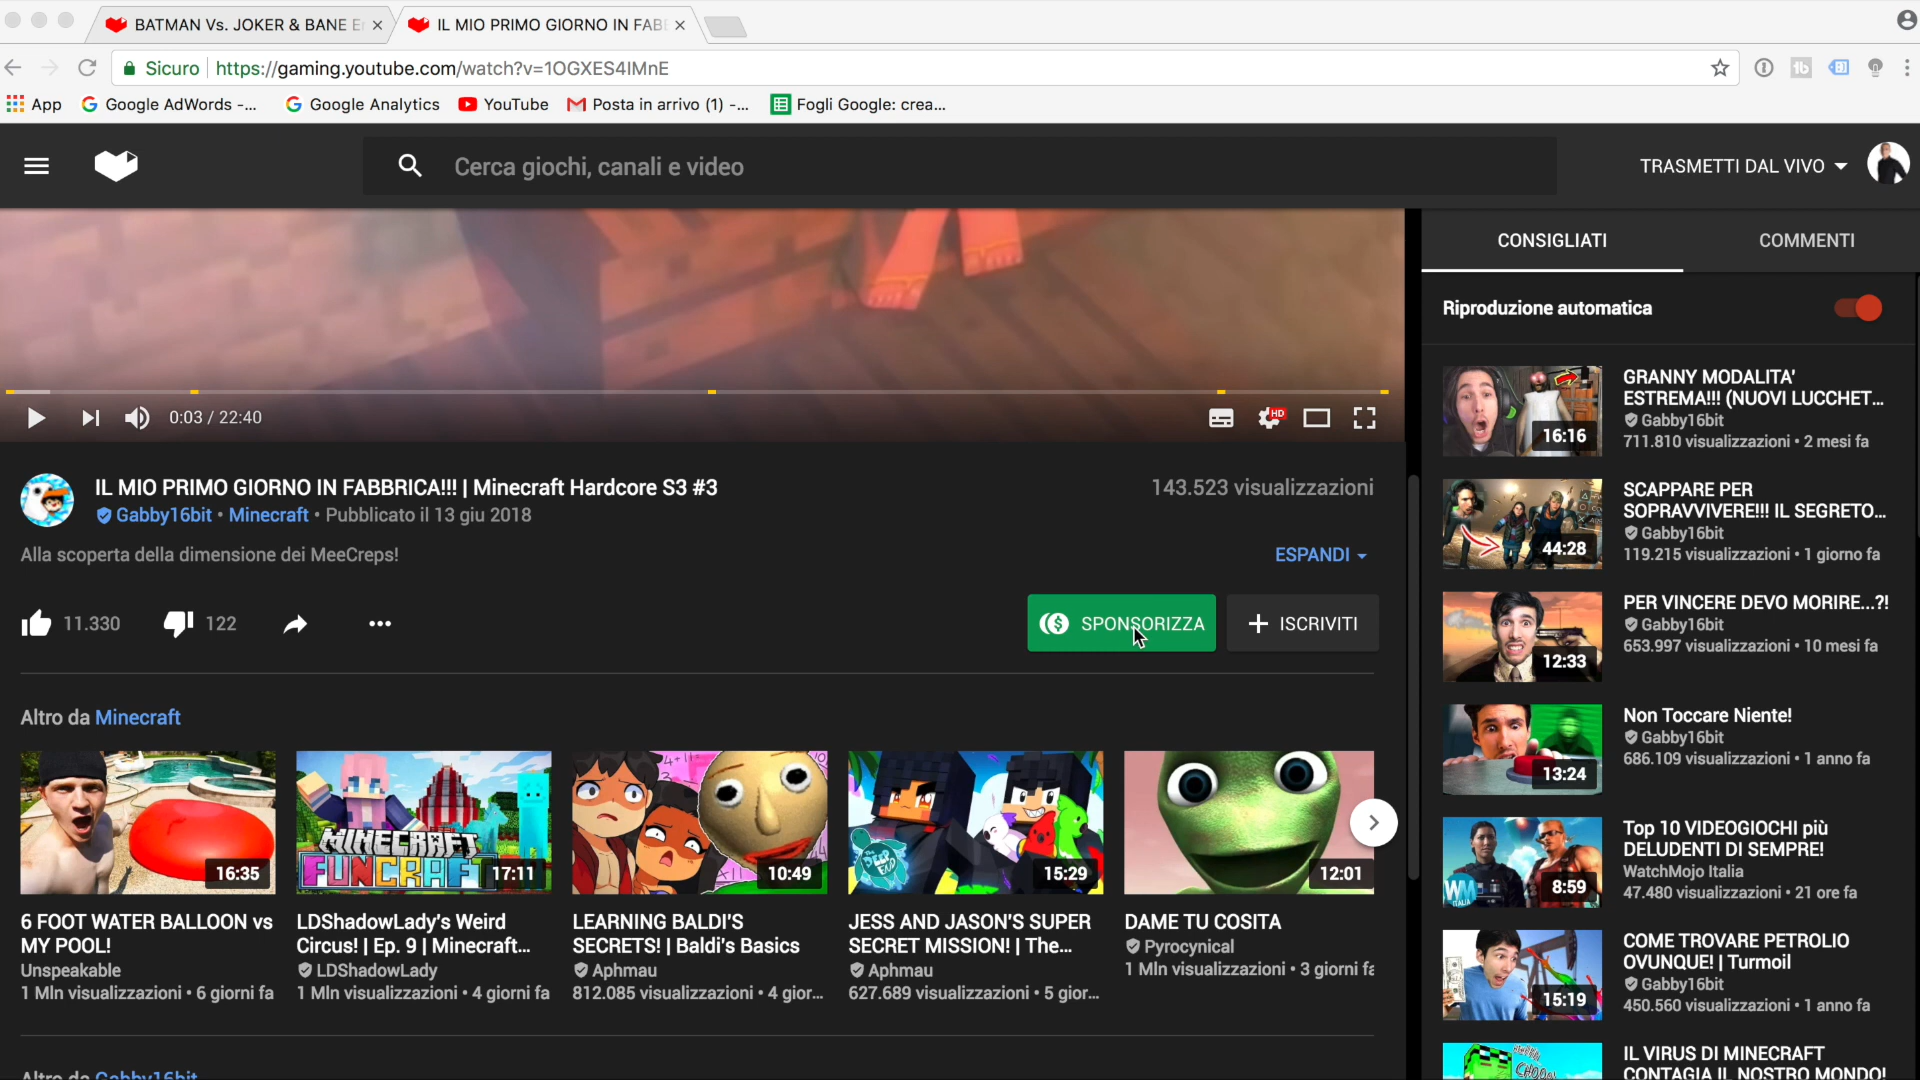 BATMAN Vs. JOKER & BANE
IL MIO PRIMO GIORNO IN FAB
Sicuro
https://gaming.youtube.com/watch?v=1OGXES4IMnE
App
Google AdWords -...
Google Analytics
YouTube
Posta in arrivo (1) -...
Fogli Google: crea...
Cerca giochi, canali e video
TRASMETTI DAL VIVO
0:03 / 22:40
HD
IL MIO PRIMO GIORNO IN FABBRICA!!! | Minecraft Hardcore S3 #3
143.523 visualizzazioni
Gabby16bit • Minecraft • Pubblicato il 13 giu 2018
Alla scoperta della dimensione dei MeeCreps!
ESPANDI
11.330
122
SPONSORIZZA
ISCRIVITI
Altro da Minecraft
16:35
6 FOOT WATER BALLOON vs
MY POOL!
Unspeakable
1 Mln visualizzazioni • 6 giorni fa
MINECRAFT
FUNCRAFT
17:11
LDShadowLady's Weird
Circus! | Ep. 9 | Minecraft...
LDShadowLady
1 Mln visualizzazioni • 4 giorni fa
10:49
LEARNING BALDI'S
SECRETS! | Baldi's Basics
Aphmau
812.085 visualizzazioni • 4 gior...
15:29
JESS AND JASON'S SUPER
SECRET MISSION! | The...
Aphmau
627.689 visualizzazioni • 5 gior...
12:01
DAME TU COSITA
Pyrocynical
1 Mln visualizzazioni • 3 giorni fa
Altro da Gabby16bit
CONSIGLIATI
COMMENTI
Riproduzione automatica
16:16
GRANNY MODALITA'
ESTREMA!!! (NUOVI LUCCHET...
Gabby16bit
711.810 visualizzazioni • 2 mesi fa
44:28
SCAPPARE PER
SOPRAVVIVERE!!! IL SEGRETO...
Gabby16bit
119.215 visualizzazioni • 1 giorno fa
12:33
PER VINCERE DEVO MORIRE...?!
Gabby16bit
653.997 visualizzazioni • 10 mesi fa
13:24
Non Toccare Niente!
Gabby16bit
686.109 visualizzazioni • 1 anno fa
WM
ITALIA
8:59
Top 10 VIDEOGIOCHI più
DELUDENTI DI SEMPRE!
WatchMojo Italia
47.480 visualizzazioni • 21 ore fa
15:19
COME TROVARE PETROLIO
OVUNQUE! | Turmoil
Gabby16bit
450.560 visualizzazioni • 1 anno fa
IL VIRUS DI MINECRAFT
CONTAGIA IL NOSTRO MONDO!